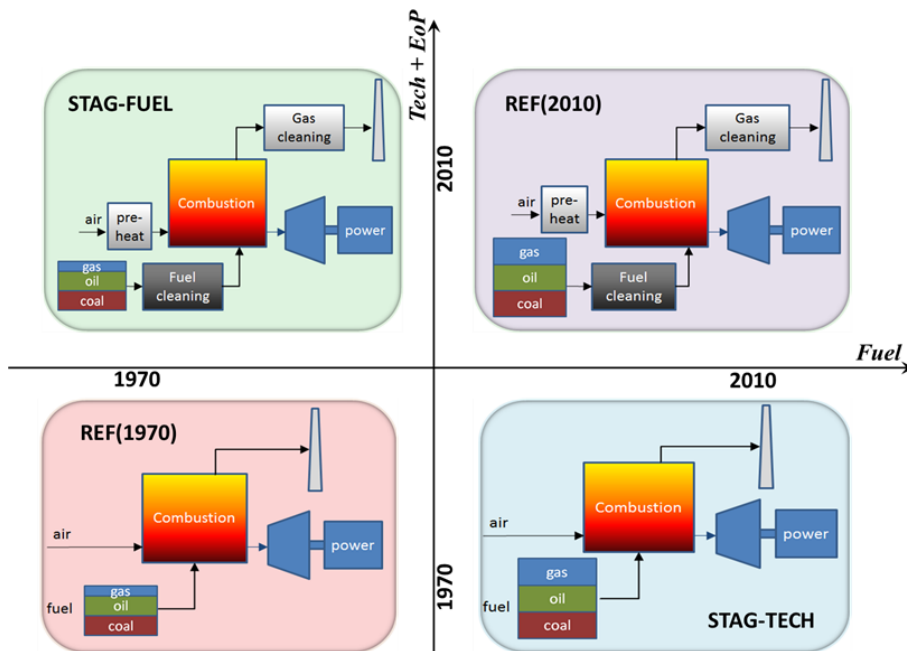 Tech + EoP
2010
STAG-FUEL
Gas
cleaning
Combustion
air
pre-
heat
power
gas
oil
coal
Fuel
cleaning
REF(2010)
Gas
cleaning
Combustion
air
pre-
heat
power
gas
oil
coal
Fuel
cleaning
Fuel
1970
2010
REF(1970)
Combustion
air
power
fuel
gas
oil
coal
1970
Combustion
air
power
fuel
gas
oil
coal
STAG-TECH